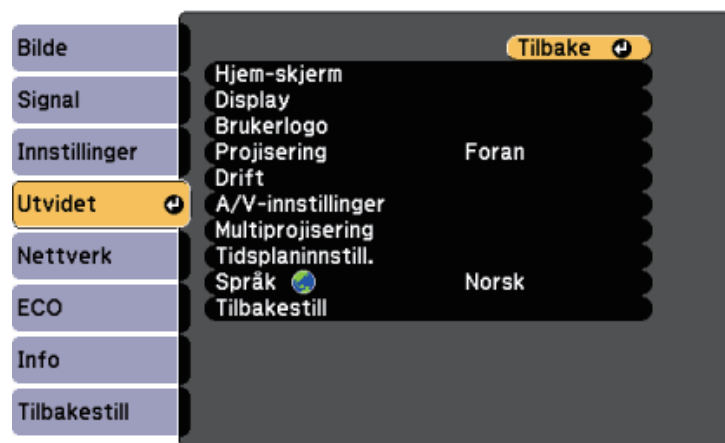 Bilde
Signal
Innstillinger
Utvidet
Nettverk
ECO
Info
Tilbakestill
Tilbake
Hjem-skjerm
Display
Brukerlogo
Projisering Foran
Drift
A/V-innstillinger
Multiprojisering
Tidsplaninnstill.
Språk Norsk
Tilbakestill